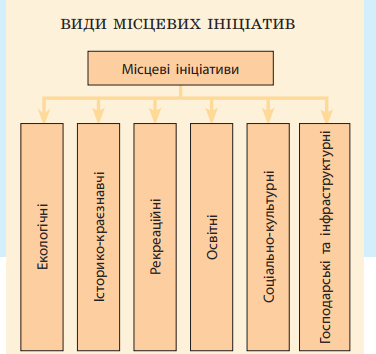 ВИДИ МІСЦЕВИХ ІНІЦІАТИВ
Місцеві ініціативи
Екологічні
Історико-краєзнавчі
Рекреаційні
Освітні
Соціально-культурні
Господарські та інфраструктурні